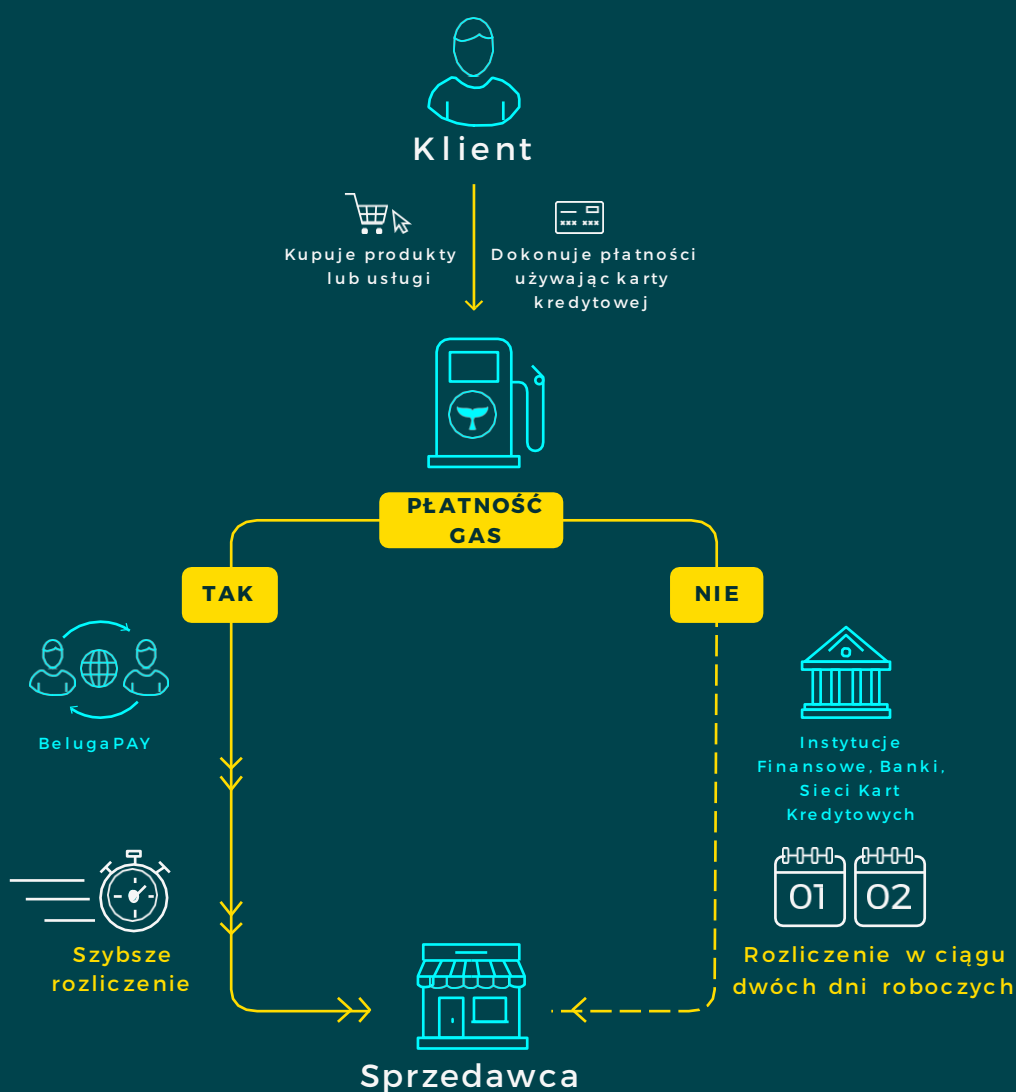 Klient
Kupuje produkty
lub usługi
Dokonuje płatności
używając karty
kredytowej
PŁATNOŚĆ
GAS
TAK
NIE
BelugaPAY
Instytucje
Finansowe, Banki,
Sieci Kart
Kredytowych
01
02
Szybsze
rozliczenie
Rozliczenie w ciągu
dwóch dni roboczych
Sprzedawca